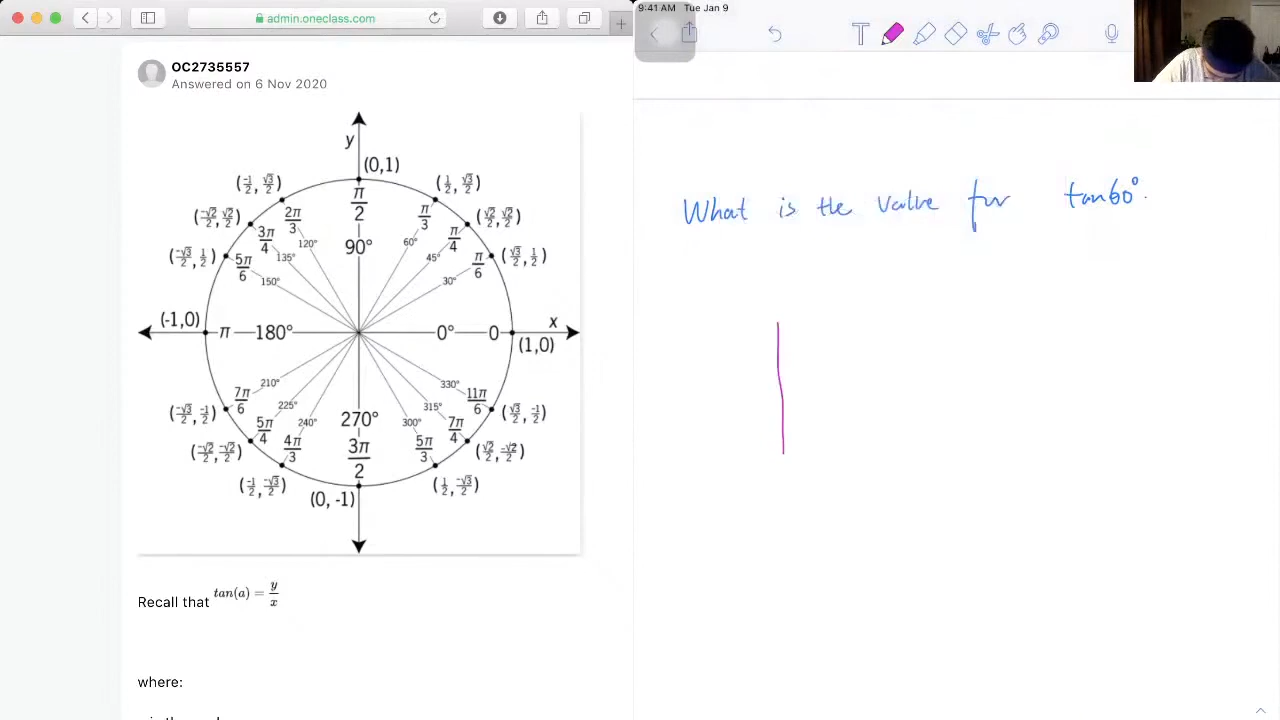 admin.oneclass.com
9:41 AM Tue Jan 9
OC2735557
Answered on 6 Nov 2020
y
(0,1)
(-1/2, √3/2)
(1/2, √3/2)
π/2
2π/3
π/3
(-√2/2, √2/2)
(√2/2, √2/2)
3π/4
120°
90°
60°
π/4
135°
45°
(-√3/2, 1/2)
(√3/2, 1/2)
5π/6
150°
30°
π/6
(-1,0)
π
180°
0°
0
x
(1,0)
210°
330°
7π/6
11π/6
(-√3/2, -1/2)
(√3/2, -1/2)
225°
315°
5π/4
240°
270°
300°
7π/4
(-√2/2, -√2/2)
(√2/2, -√2/2)
4π/3
3π/2
5π/3
(-1/2, -√3/2)
(1/2, -√3/2)
(0, -1)
Recall that tan(a) = y/x
where:
What is the value for tan60°.
T